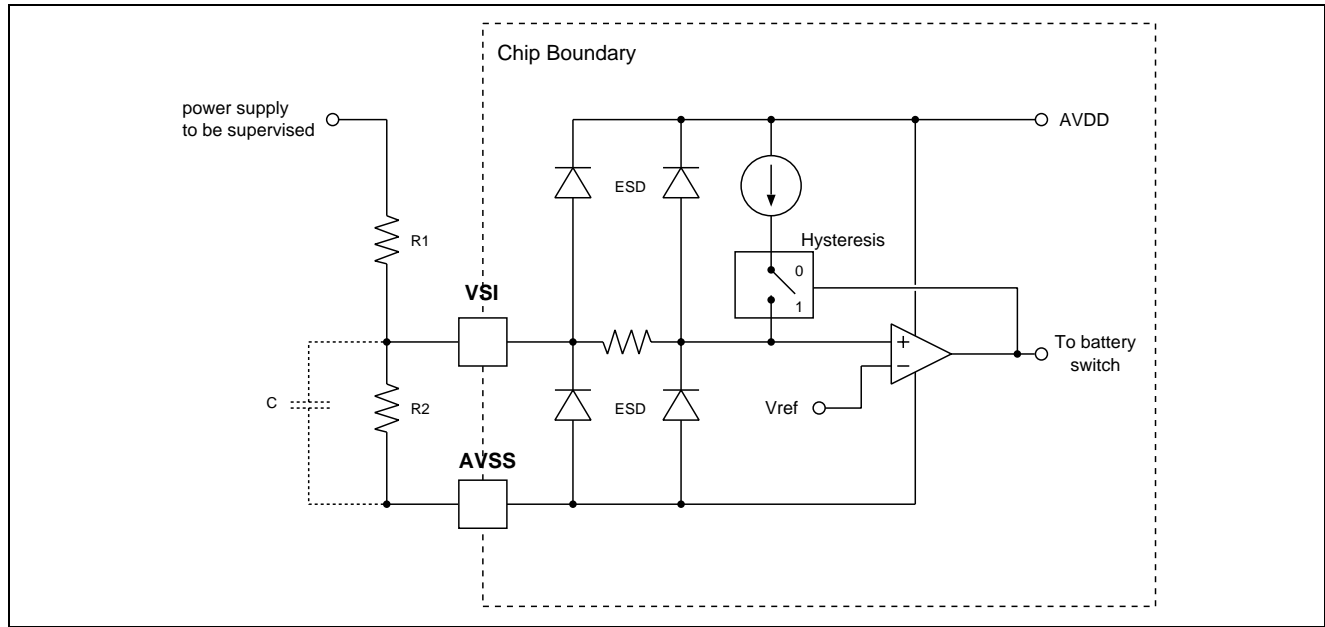 Chip Boundary
power supply
to be supervised
AVDD
ESD
R1
Hysteresis
0
1
VSI
+
−
To battery
switch
C
R2
ESD
Vref
AVSS